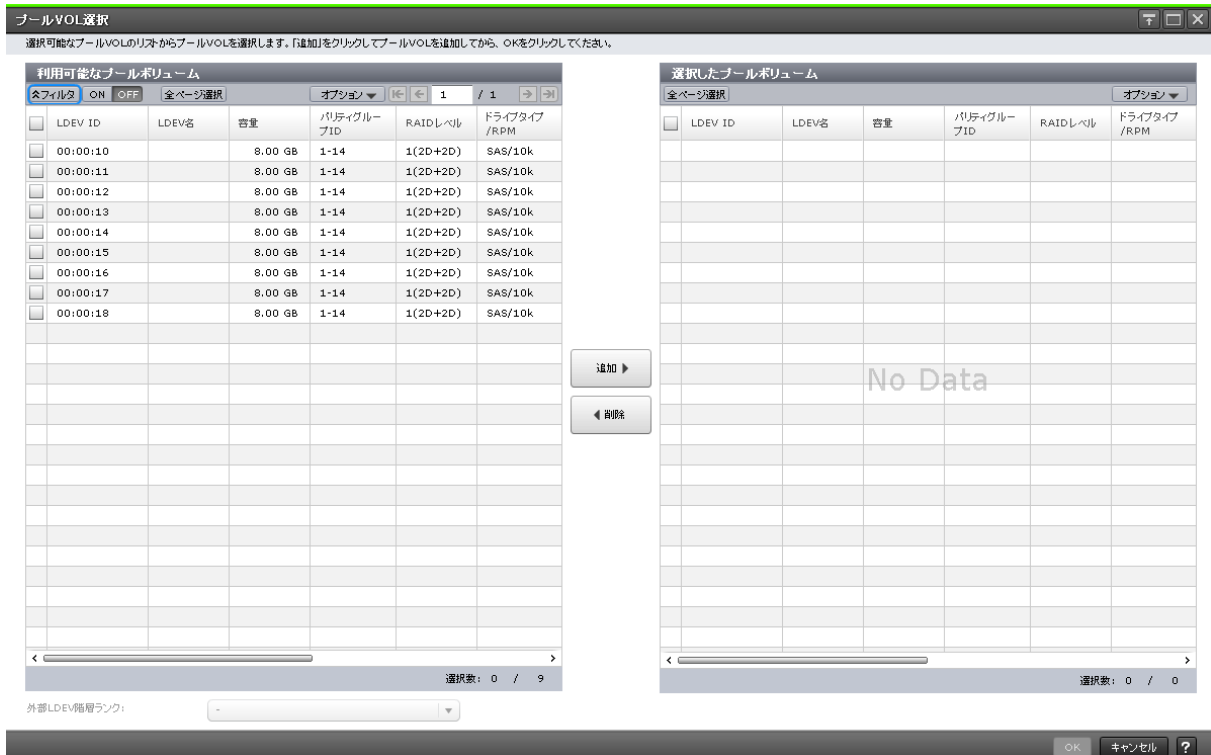 プールVOL選択
選択可能なプールVOLのリストからプールVOLを選択します。「追加」をクリックしてプールVOLを追加してから、OKをクリックしてください。
利用可能なプールボリューム
フィルタ ON OFF 全ページ選択 オプション 1 / 1
LDEV ID LDEV名 容量 パリティグループID RAIDレベル ドライブタイプ/RPM
00:00:10 8.00 GB 1-14 1(2D+2D) SAS/10k
00:00:11 8.00 GB 1-14 1(2D+2D) SAS/10k
00:00:12 8.00 GB 1-14 1(2D+2D) SAS/10k
00:00:13 8.00 GB 1-14 1(2D+2D) SAS/10k
00:00:14 8.00 GB 1-14 1(2D+2D) SAS/10k
00:00:15 8.00 GB 1-14 1(2D+2D) SAS/10k
00:00:16 8.00 GB 1-14 1(2D+2D) SAS/10k
00:00:17 8.00 GB 1-14 1(2D+2D) SAS/10k
00:00:18 8.00 GB 1-14 1(2D+2D) SAS/10k
選択数: 0 / 9
外部LDEV階層ランク:
-
追加
削除
選択したプールボリューム
全ページ選択 オプション
LDEV ID LDEV名 容量 パリティグループID RAIDレベル ドライブタイプ/RPM
No Data
選択数: 0 / 0
OK キャンセル ?